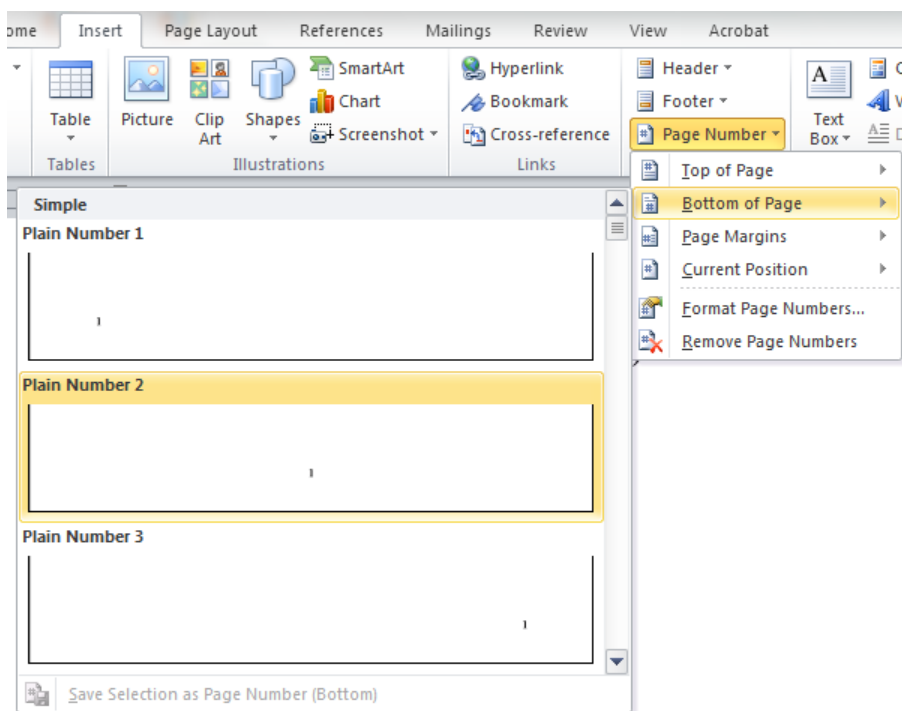 ome Insert Page Layout References Mailings Review View Acrobat
Table
Picture
Clip
Art
Shapes
SmartArt
Chart
Screenshot
Hyperlink
Bookmark
Cross-reference
Header
Footer
# Page Number
A
Text
Box
Tables Illustrations Links
Top of Page
Bottom of Page
Page Margins
Current Position
Format Page Numbers...
Remove Page Numbers
Simple
Plain Number 1
1
Plain Number 2
1
Plain Number 3
1
Save Selection as Page Number (Bottom)